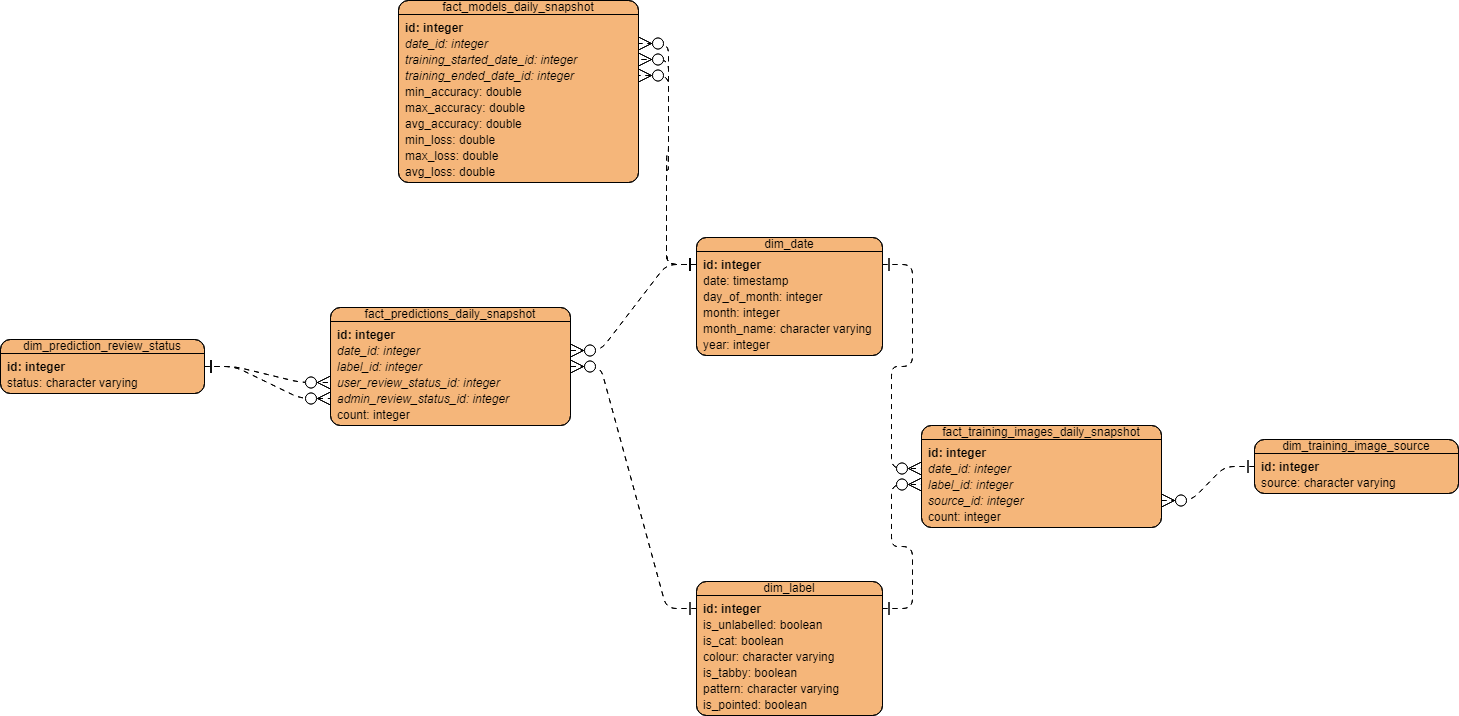 fact_models_daily_snapshot
id: integer
date_id: integer
training_started_date_id: integer
training_ended_date_id: integer
min_accuracy: double
max_accuracy: double
avg_accuracy: double
min_loss: double
max_loss: double
avg_loss: double
dim_date
id: integer
date: timestamp
day_of_month: integer
month: integer
month_name: character varying
year: integer
fact_predictions_daily_snapshot
id: integer
date_id: integer
label_id: integer
user_review_status_id: integer
admin_review_status_id: integer
count: integer
dim_prediction_review_status
id: integer
status: character varying
fact_training_images_daily_snapshot
id: integer
date_id: integer
label_id: integer
source_id: integer
count: integer
dim_training_image_source
id: integer
source: character varying
dim_label
id: integer
is_unlabelled: boolean
is_cat: boolean
colour: character varying
is_tabby: boolean
pattern: character varying
is_pointed: boolean